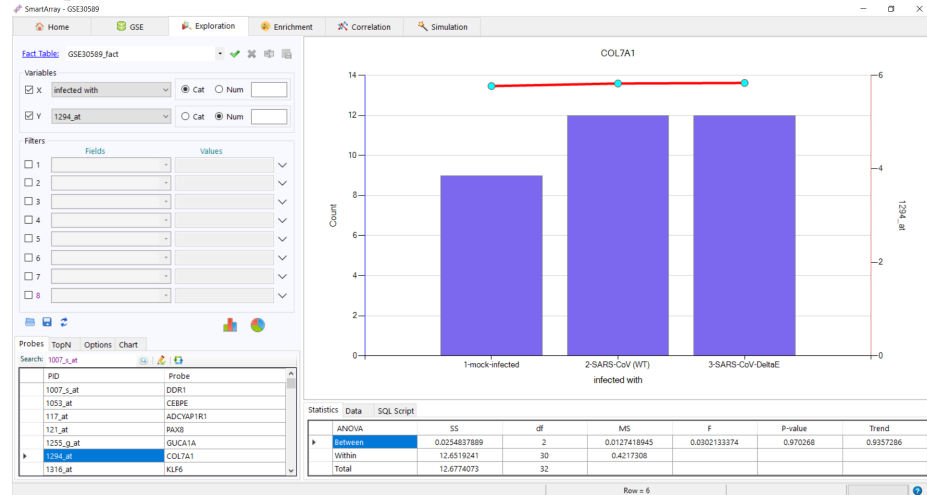 SmartArray - GSE30589
Home GSE Exploration Enrichment Correlation Simulation
Fact Table: GSE30589_fact
Variables
X infected with Cat Num
Y 1294_at Cat Num
Filters
Fields Values
1
2
3
4
5
6
7
8
Probes TopN Options Chart
Search: 1007_s_at
PID Probe
1007_s_at DDR1
1053_at CEBPE
117_at ADCYAP1R1
121_at PAX8
1255_g_at GUCA1A
1294_at COL7A1
1316_at KLF6
COL7A1
14
12
10
8
6
4
2
0
Count
6
4
2
0
1294_at
1-mock-infected 2-SARS-CoV (WT) 3-SARS-CoV-DeltaE
infected with
Statistics Data SQL Script
ANOVA SS df MS F P-value Trend
Between 0.0254837889 2 0.0127418945 0.0302133374 0.970268 0.9357286
Within 12.6519241 30 0.4217308
Total 12.6774073 32
Row = 6